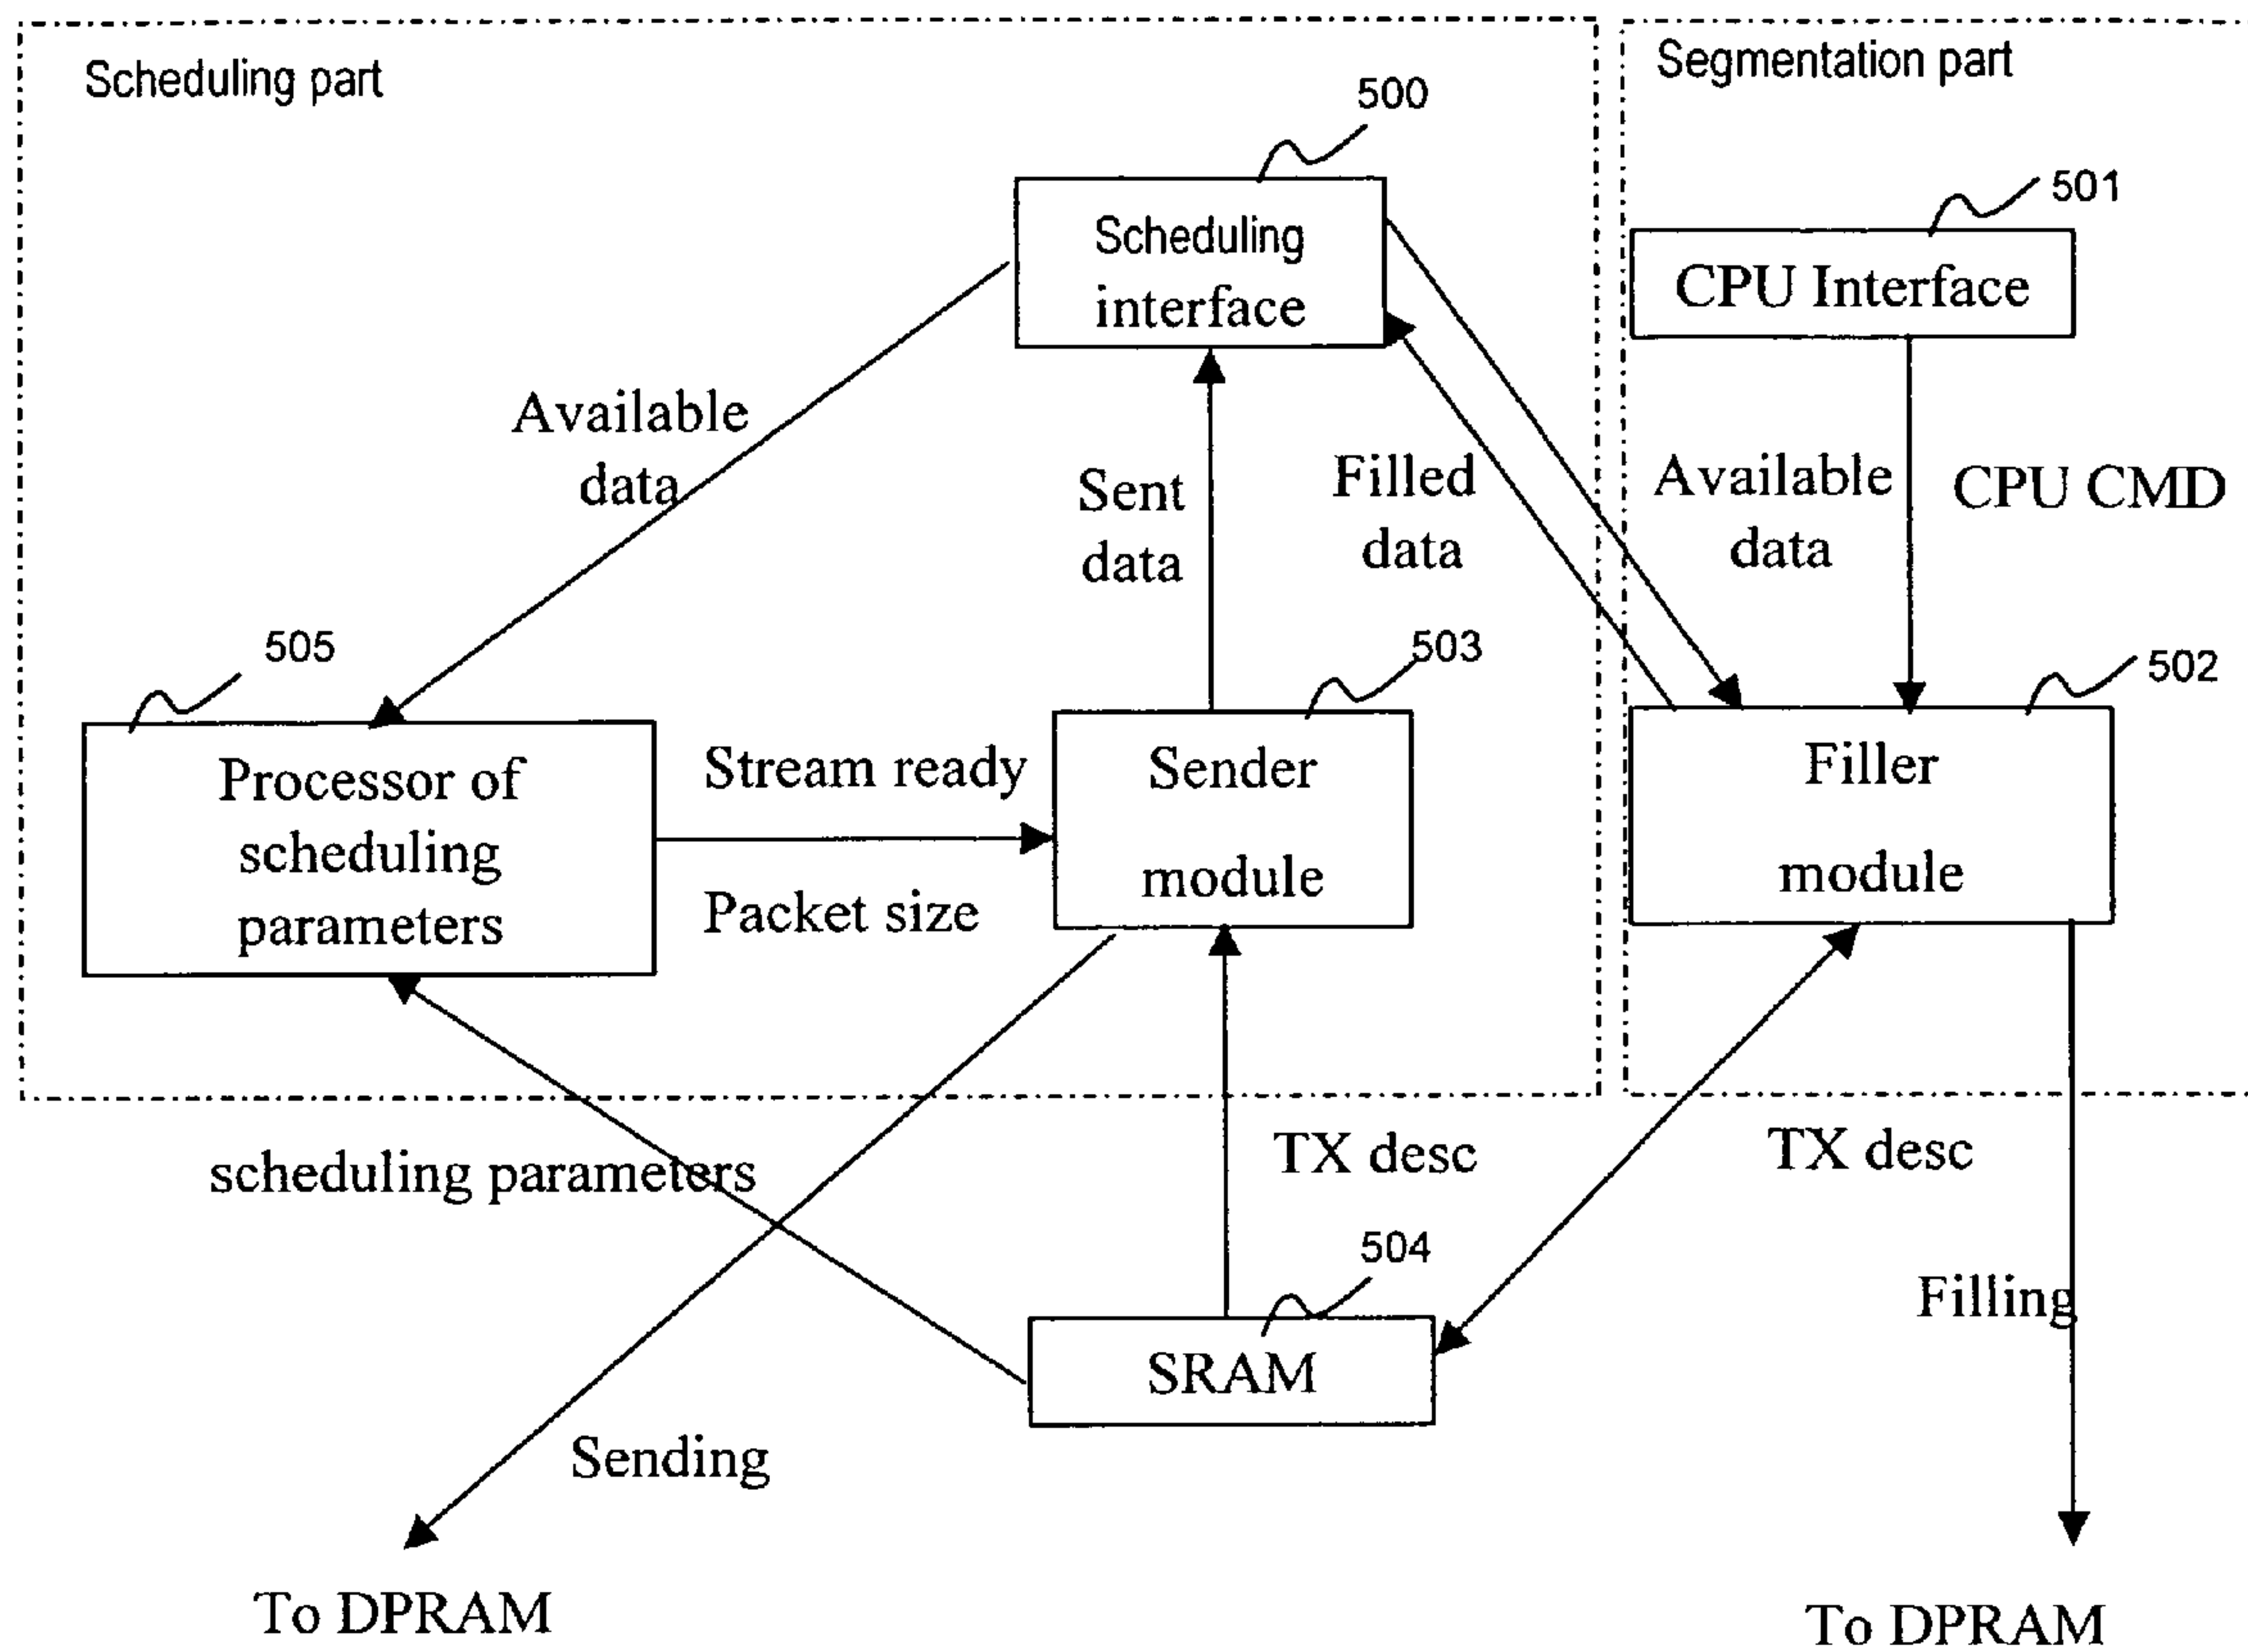 Scheduling part
Segmentation part
500
501
Scheduling
interface
CPU Interface
Available
data
Sent
data
Filled
data
Available
data
CPU CMD
505
503
502
Processor of
scheduling
parameters
Stream ready
Packet size
Sender
module
Filler
module
scheduling parameters
TX desc
TX desc
504
SRAM
Filling
Sending
To DPRAM
To DPRAM